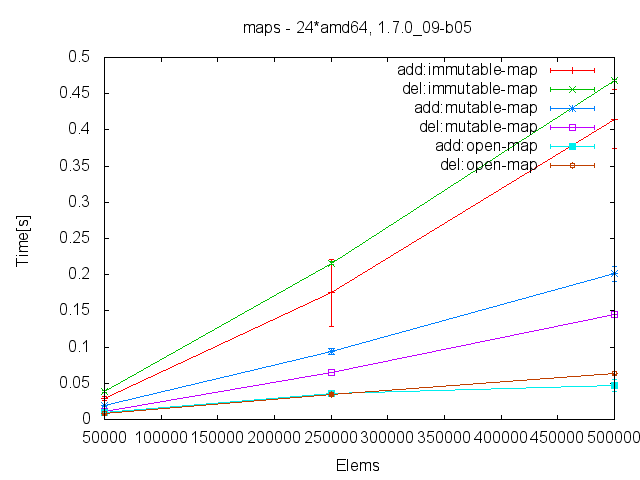 maps - 24*amd64, 1.7.0_09-b05
0.5
0.45
0.4
0.35
0.3
0.25
0.2
0.15
0.1
0.05
0
Time[s]
add:immutable-map
del:immutable-map
add:mutable-map
del:mutable-map
add:open-map
del:open-map
50000 100000 150000 200000 250000 300000 350000 400000 450000 500000
Elems